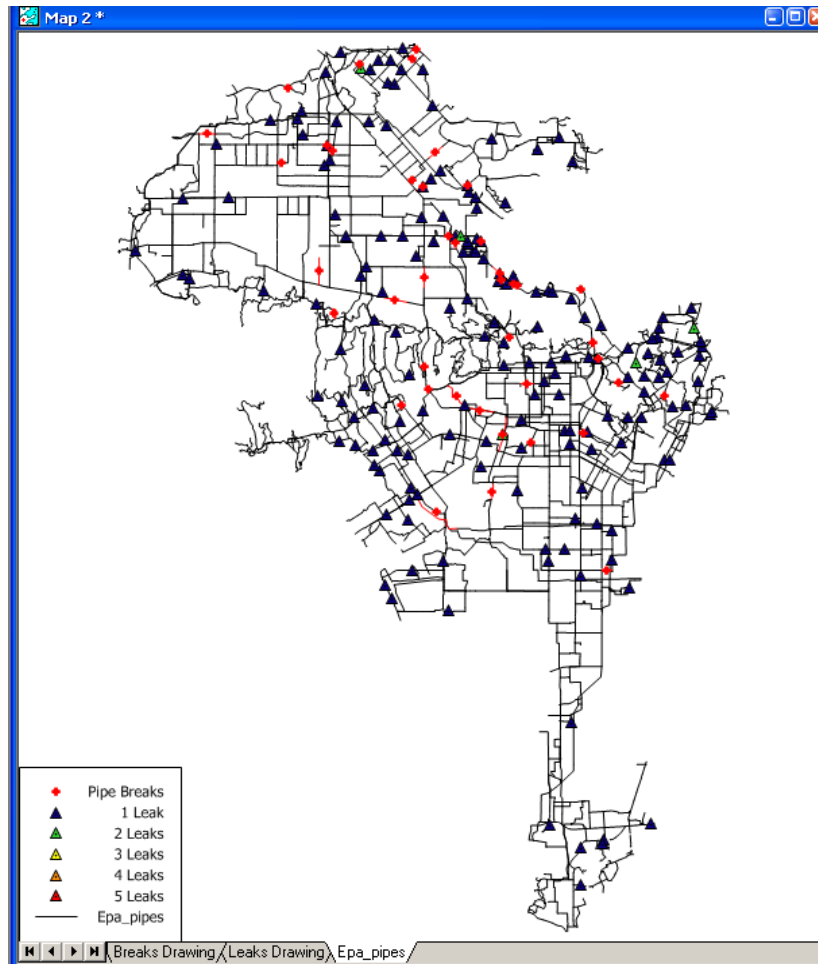 Map 2 *
Pipe Breaks
1 Leak
2 Leaks
3 Leaks
4 Leaks
5 Leaks
Epa_pipes
Breaks Drawing Leaks Drawing Epa_pipes